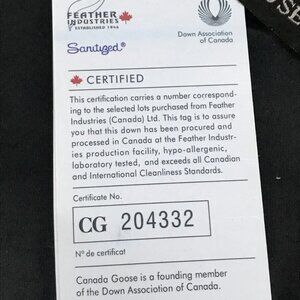 FEATHER
INDUSTRIES
ESTABLISHED 1946
Sanitized®
Down Association
of Canada
CERTIFIED
This certification carries a number correspond-
ing to the selected lots purchased from Feather
Industries (Canada) Ltd. This tag is to assure
you that this down has been procured and
processed in Canada at the Feather Indust-
ries production facility, hypo-allergenic,
laboratory tested, and exceeds all Canadian
and International Cleanliness Standards.
Certificate No.
CG 204332
Nº de certificat
Canada Goose is a founding member
of the Down Association of Canada.